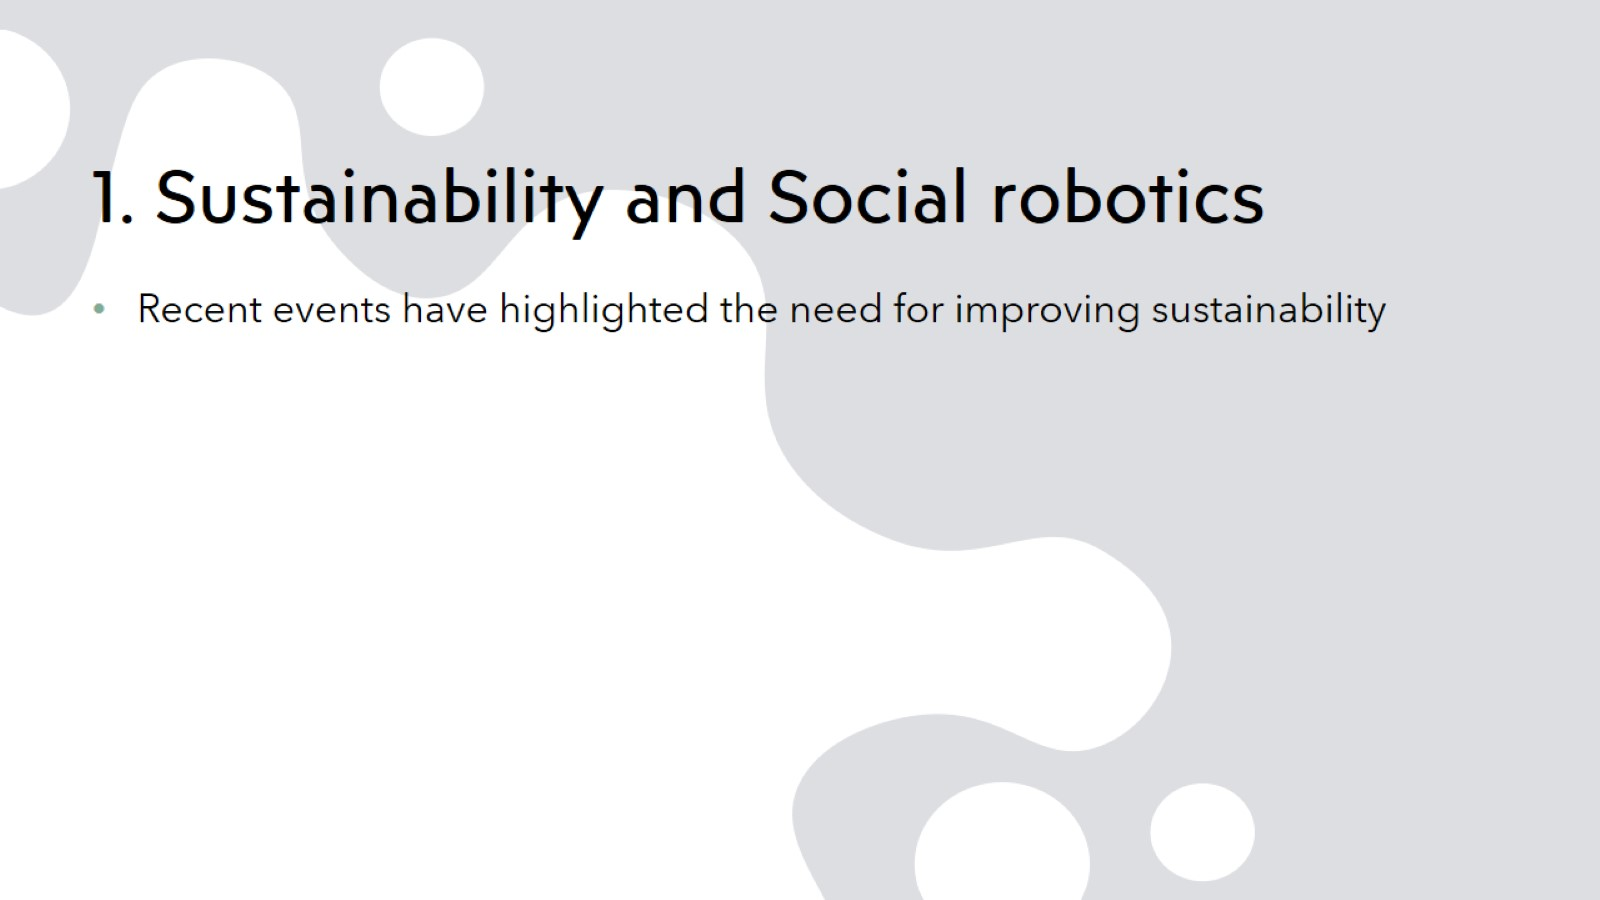 1. Sustainability and Social robotics
• Recent events have highlighted the need for improving sustainability